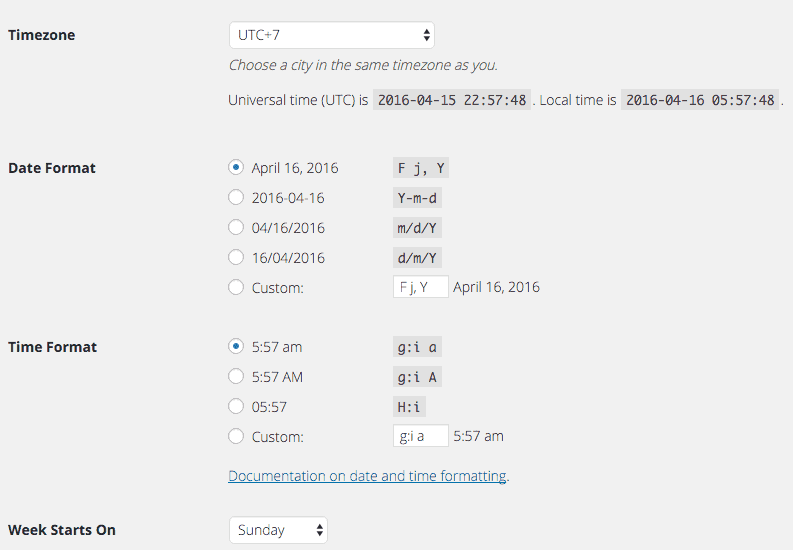 Timezone UTC+7
Choose a city in the same timezone as you.
Universal time (UTC) is 2016-04-15 22:57:48 . Local time is 2016-04-16 05:57:48 .
Date Format April 16, 2016 F j, Y
2016-04-16 Y-m-d
04/16/2016 m/d/Y
16/04/2016 d/m/Y
Custom: F j, Y April 16, 2016
Time Format 5:57 am g:i a
5:57 AM g:i A
05:57 H:i
Custom: g:i a 5:57 am
Documentation on date and time formatting.
Week Starts On Sunday